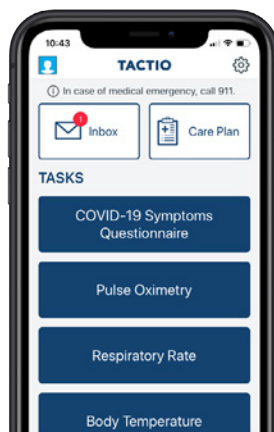 10:43
TACTIO
In case of medical emergency, call 911.
1
Inbox
Care Plan
TASKS
COVID-19 Symptoms
Questionnaire
Pulse Oximetry
Respiratory Rate
Body Temperature